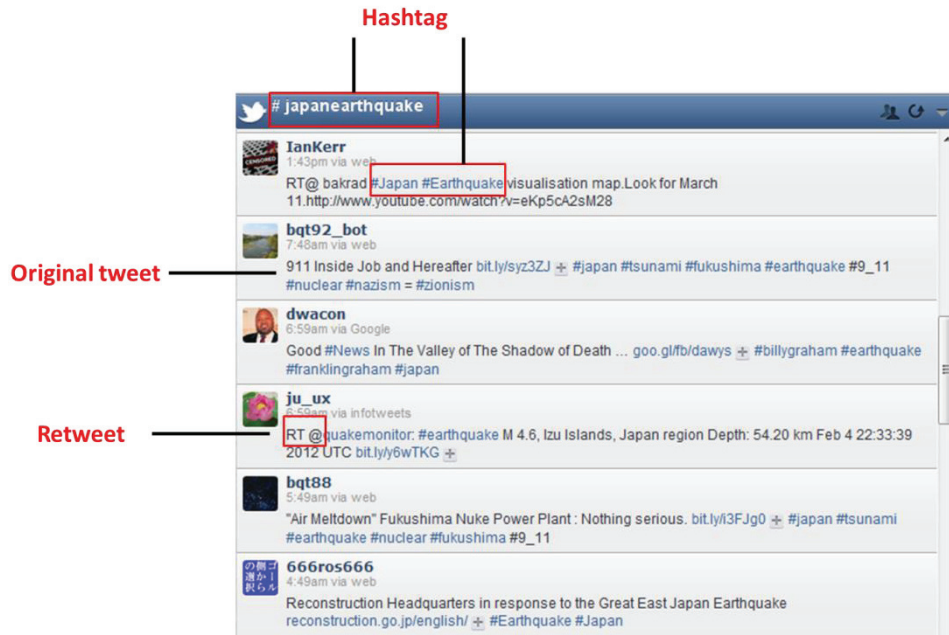 Hashtag
# japanearthquake
IanKerr
1:43pm via web
RT@ bakrad #Japan #Earthquake visualisation map.Look for March
11.http://www.youtube.com/watch?v=eKp5cA2sM28
bqt92_bot
7:48am via web
Original tweet
911 Inside Job and Hereafter bit.ly/syz3ZJ #japan #tsunami #fukushima #earthquake #9_11
#nuclear #nazism = #zionism
dwacon
6:59am via Google
Good #News In The Valley of The Shadow of Death ... goo.gl/fb/dawys #billygraham #earthquake
#franklingraham #japan
ju_ux
6:59am via infotweets
Retweet
RT @quakemonitor: #earthquake M 4.6, Izu Islands, Japan region Depth: 54.20 km Feb 4 22:33:39
2012 UTC bit.ly/y6wTKG
bqt88
5:49am via web
"Air Meltdown" Fukushima Nuke Power Plant : Nothing serious. bit.ly/i3FJg0 #japan #tsunami
#earthquake #nuclear #fukushima #9_11
666ros666
4:49am via web
Reconstruction Headquarters in response to the Great East Japan Earthquake
reconstruction.go.jp/english/ #Earthquake #Japan